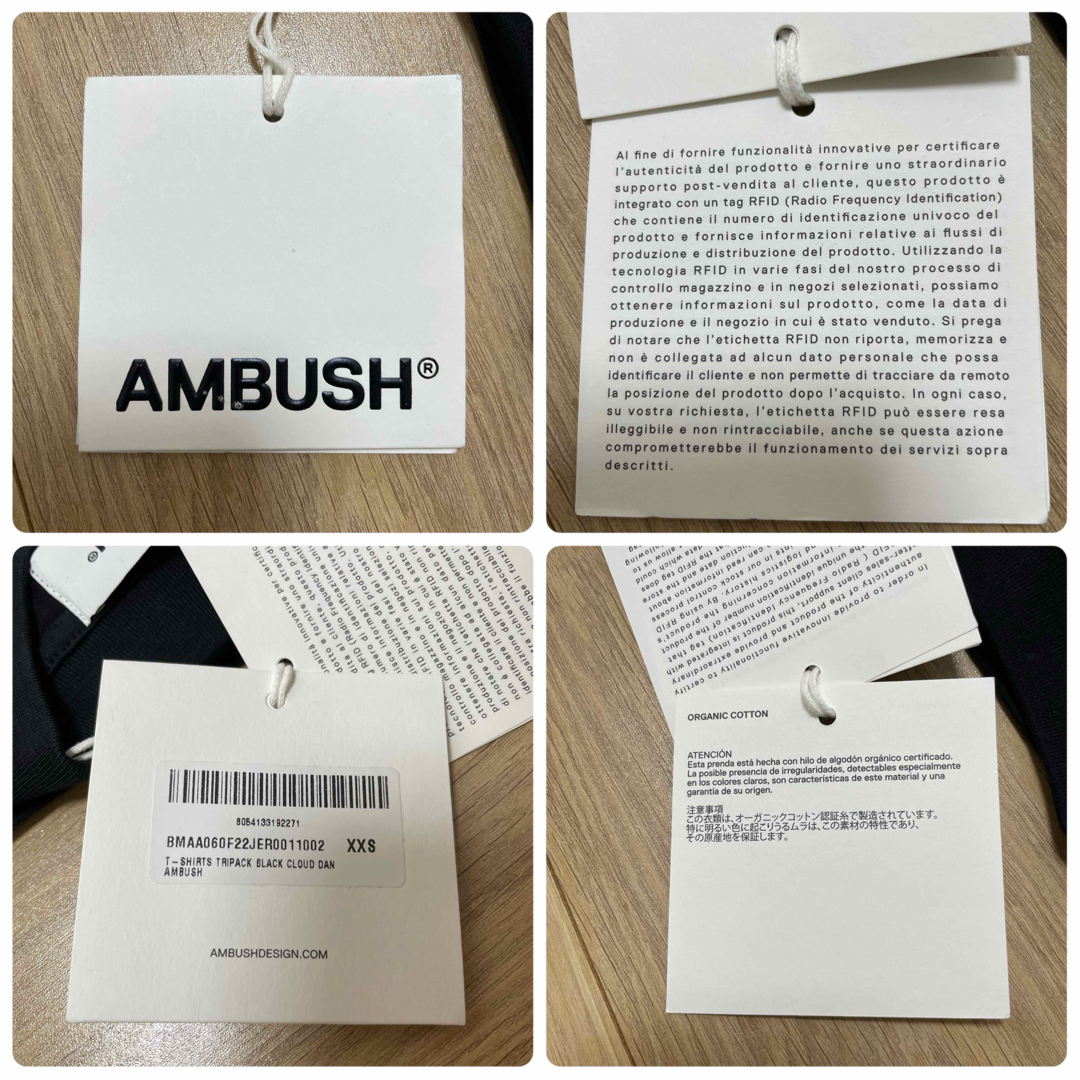 AMBUSH®
Al fine di fornire funzionalità innovative per certificare
l'autenticità del prodotto e fornire uno straordinario
supporto post-vendita al cliente, questo prodotto è
integrato con un tag RFID (Radio Frequency Identification)
che contiene il numero di identificazione univoco del
prodotto e fornisce informazioni relative ai flussi di
produzione e distribuzione del prodotto. Utilizzando la
tecnologia RFID in varie fasi del nostro processo di
controllo magazzino e in negozi selezionati, possiamo
ottenere informazioni sul prodotto, come la data di
produzione e il negozio in cui è stato venduto. Si prega
di notare che l'etichetta RFID non riporta, memorizza e
non è collegata ad alcun dato personale che possa
identificare il cliente e non permette di tracciare da remoto
la posizione del prodotto dopo l'acquisto. In ogni caso,
su vostra richiesta, l'etichetta RFID può essere resa
illeggibile e non rintracciabile, anche se questa azione
comprometterebbe il funzionamento dei servizi sopra
descritti.
8054133192271
BMAA060F22JER0011002 XXS
T-SHIRTS TRIPACK BLACK CLOUD DAN
AMBUSH
AMBUSHDESIGN.COM
In order to provide innovative functionality to certify
ORGANIC COTTON
ATENCIÓN
Esta prenda está hecha con hilo de algodón orgánico certificado.
La posible presencia de irregularidades, detectables especialmente
en los colores claros, son características de este material y una
garantía de su origen.
注意事項
この衣類は、オーガニックコットン認証糸で製造されています。
特に明るい色に起こりうるムラは、この素材の特性であり、
その原産地を保証します。